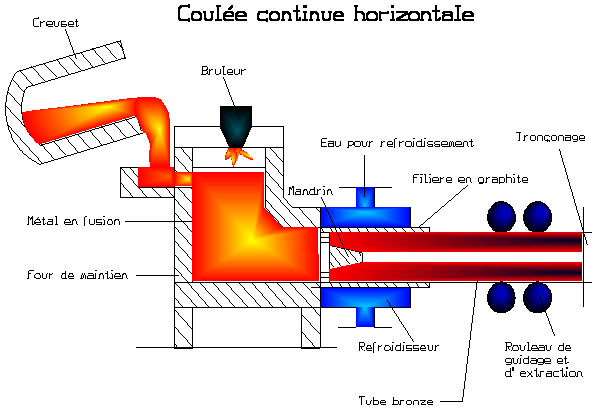 Coulée continue horizontale
Creuset
Bruleur
Eau pour refroidissement
Tronçonage
Mandrin
Filiere en graphite
Métal en fusion
Four de maintien
Refroidisseur
Rouleau de
guidage et
d'extraction
Tube bronze